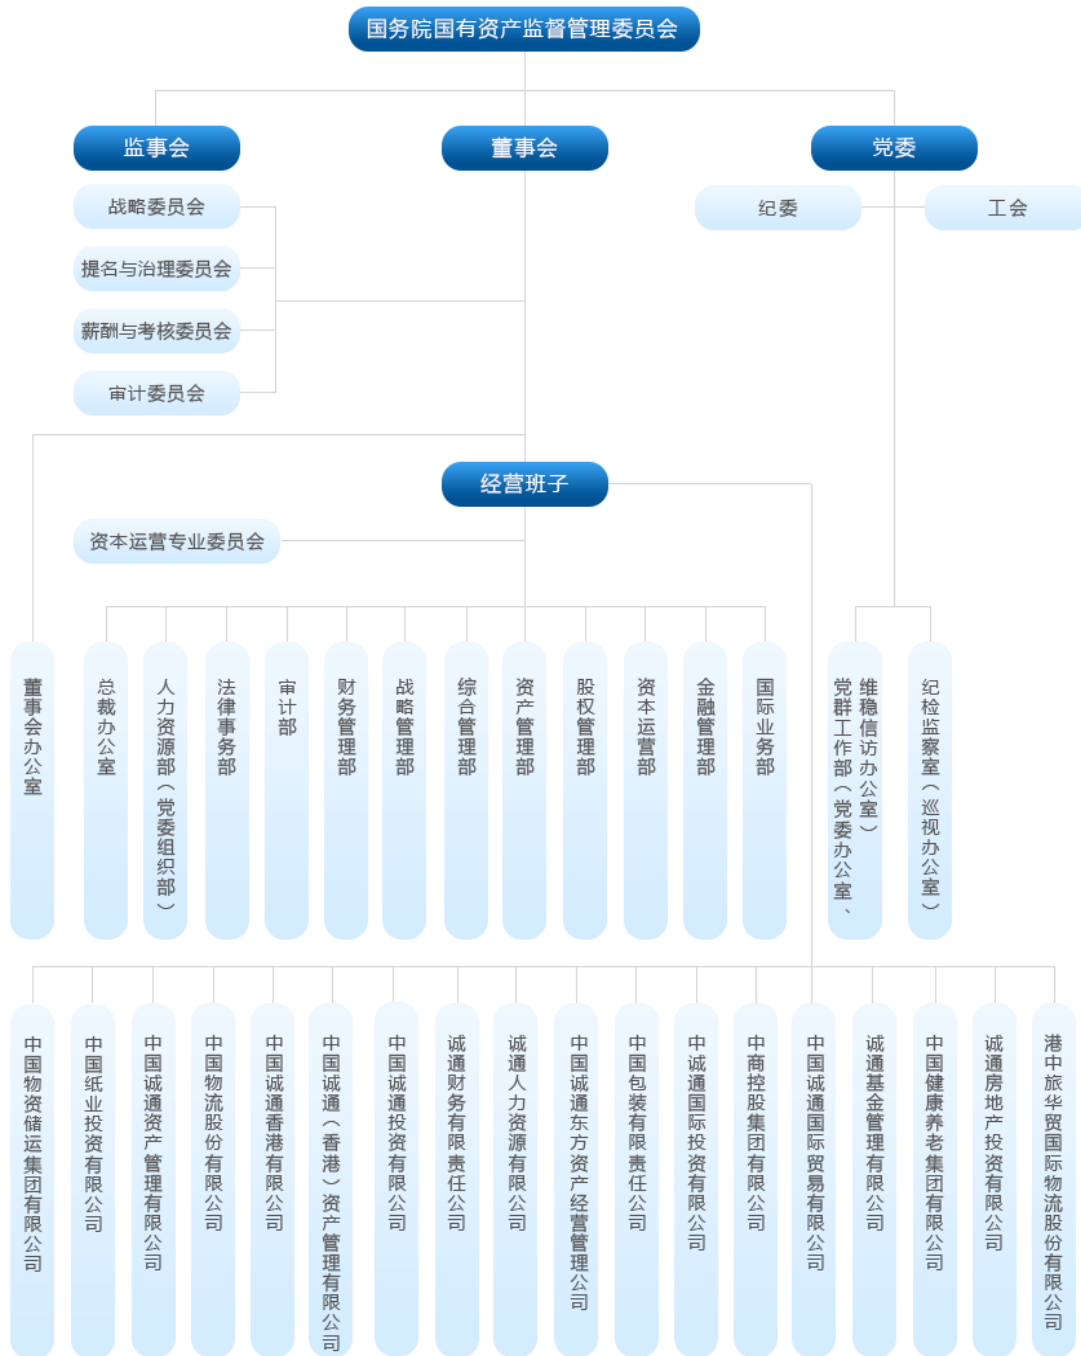 国务院国有资产监督管理委员会
监事会
董事会
党委
战略委员会
纪委
工会
提名与治理委员会
薪酬与考核委员会
审计委员会
经营班子
资本运营专业委员会
董事会办公室
总裁办公室
人力资源部（党委组织部）
法律事务部
审计部
财务管理部
战略管理部
综合管理部
资产管理部
股权管理部
资本运营部
金融管理部
国际业务部
党群工作部（党委办公室、
维稳信访办公室）
纪检监察室（巡视办公室）
中国物资储运集团有限公司
中国纸业投资有限公司
中国诚通资产管理有限公司
中国物流股份有限公司
中国诚通香港有限公司
中国诚通（香港）资产管理有限公司
中国诚通投资有限公司
诚通财务有限责任公司
诚通人力资源有限公司
中国诚通东方资产经营管理公司
中国包装有限责任公司
中诚通国际投资有限公司
中商控股集团有限公司
中国诚通国际贸易有限公司
诚通基金管理有限公司
中国健康养老集团有限公司
诚通房地产投资有限公司
港中旅华贸国际物流股份有限公司